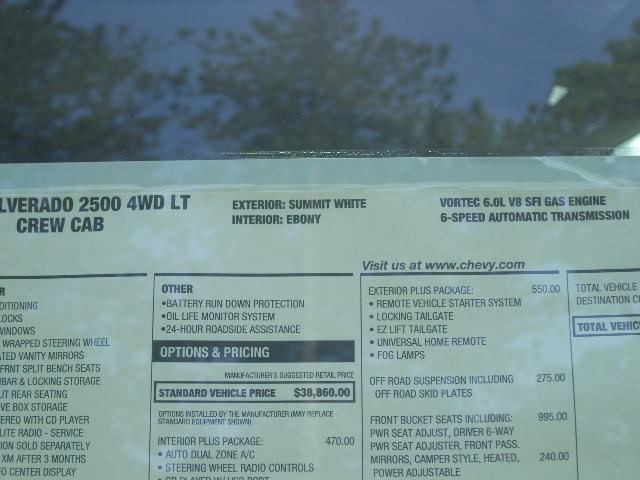 LVERADO 2500 4WD LT
CREW CAB
EXTERIOR: SUMMIT WHITE
INTERIOR: EBONY
VORTEC 6.0L V8 SFI GAS ENGINE
6-SPEED AUTOMATIC TRANSMISSION
R
DITIONING
LOCKS
WINDOWS
WRAPPED STEERING WHEEL
ATED VANITY MIRRORS
FRNT SPLIT BENCH SEATS
MBAR & LOCKING STORAGE
LIT REAR SEATING
VE BOX STORAGE
TEREO WITH CD PLAYER
LITE RADIO - SERVICE
ION SOLD SEPARATELY
XM AFTER 3 MONTHS
FO CENTER DISPLAY
OTHER
•BATTERY RUN DOWN PROTECTION
•OIL LIFE MONITOR SYSTEM
•24-HOUR ROADSIDE ASSISTANCE
OPTIONS & PRICING
MANUFACTURER'S SUGGESTED RETAIL PRICE
STANDARD VEHICLE PRICE $38,860.00
OPTIONS INSTALLED BY THE MANUFACTURER (MAY REPLACE
STANDARD EQUIPMENT SHOWN)
INTERIOR PLUS PACKAGE: 470.00
• AUTO DUAL ZONE A/C
• STEERING WHEEL RADIO CONTROLS
• CD PLAYER W/ USB PORT
Visit us at www.chevy.com
EXTERIOR PLUS PACKAGE: 550.00
• REMOTE VEHICLE STARTER SYSTEM
• LOCKING TAILGATE
• EZ LIFT TAILGATE
• UNIVERSAL HOME REMOTE
• FOG LAMPS
OFF ROAD SUSPENSION INCLUDING 275.00
OFF ROAD SKID PLATES
FRONT BUCKET SEATS INCLUDING: 995.00
PWR SEAT ADJUST, DRIVER 6-WAY
PWR SEAT ADJUSTER, FRONT PASS.
MIRRORS, CAMPER STYLE, HEATED, 240.00
POWER ADJUSTABLE
TOTAL VEHICLE
DESTINATION C
TOTAL VEHIC